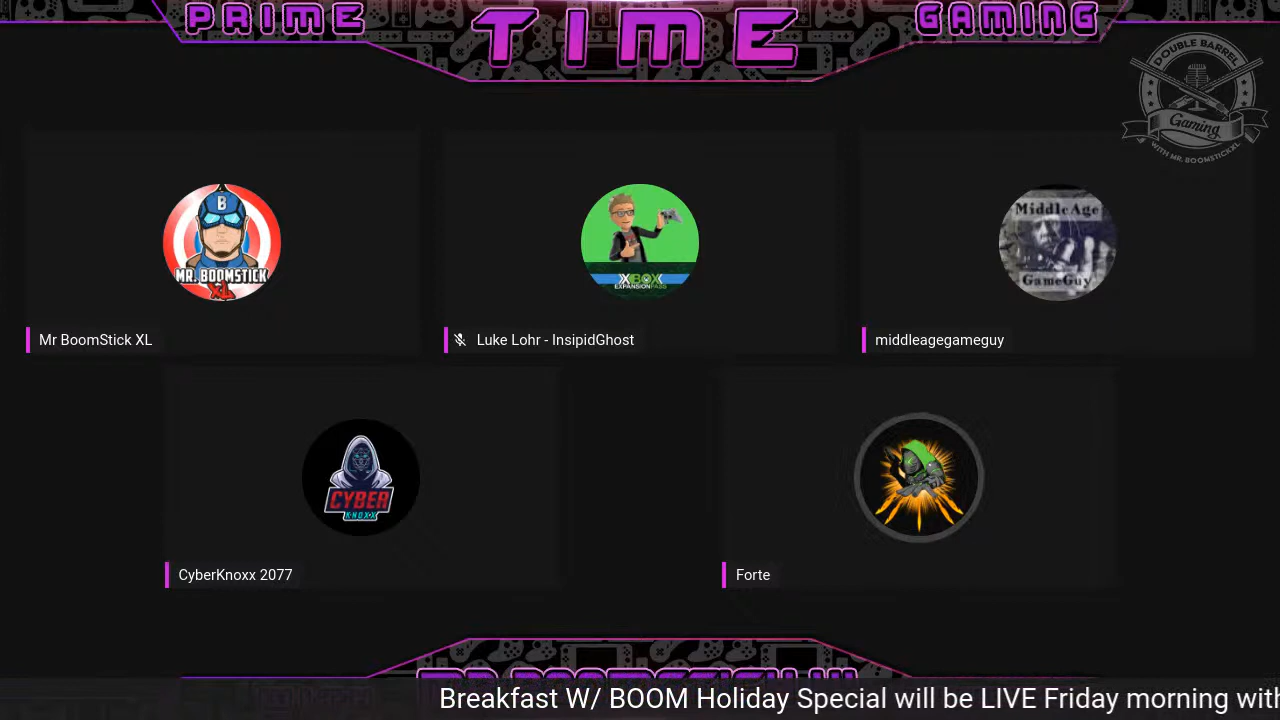 PRIME TIME GAMING
DOUBLE BARREL
Gaming
WITH MR. BOOMSTICKXL
B
MR. BOOMSTICK
XL
XBOX
EXPANSION PASS
MiddleAge
GameGuy
Mr BoomStick XL
Luke Lohr - InsipidGhost
middleagegameguy
CYBER
KNOXX
CyberKnoxx 2077
Forte
Breakfast W/ BOOM Holiday Special will be LIVE Friday morning with